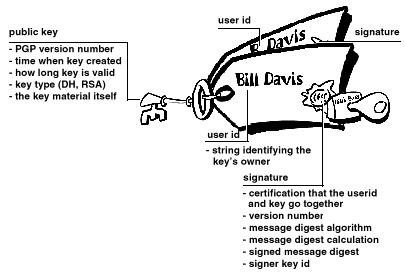 user id
signature
public key
- PGP version number
- time when key created
- how long key is valid
- key type (DH, RSA)
- the key material itself
B Davis
Bill Davis
user id
- string identifying the
key's owner
signature
- certification that the userid
and key go together
- version number
- message digest algorithm
- message digest calculation
- signed message digest
- signer key id